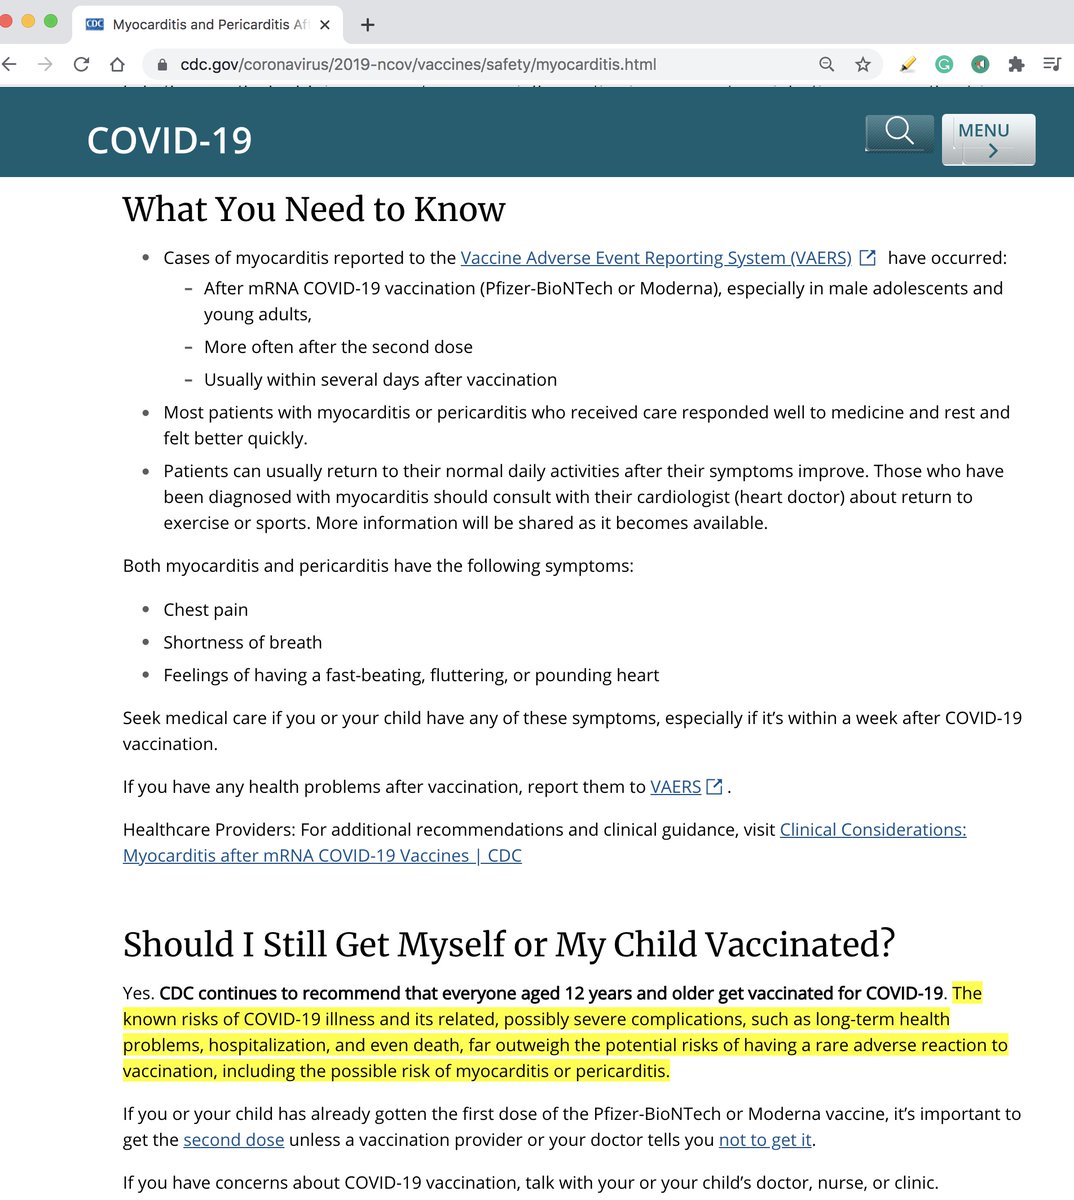 CDC Myocarditis and Pericarditis Af
cdc.gov/coronavirus/2019-ncov/vaccines/safety/myocarditis.html
COVID-19
MENU
What You Need to Know
• Cases of myocarditis reported to the Vaccine Adverse Event Reporting System (VAERS) have occurred:
– After mRNA COVID-19 vaccination (Pfizer-BioNTech or Moderna), especially in male adolescents and
young adults,
– More often after the second dose
– Usually within several days after vaccination
• Most patients with myocarditis or pericarditis who received care responded well to medicine and rest and
felt better quickly.
• Patients can usually return to their normal daily activities after their symptoms improve. Those who have
been diagnosed with myocarditis should consult with their cardiologist (heart doctor) about return to
exercise or sports. More information will be shared as it becomes available.
Both myocarditis and pericarditis have the following symptoms:
• Chest pain
• Shortness of breath
• Feelings of having a fast-beating, fluttering, or pounding heart
Seek medical care if you or your child have any of these symptoms, especially if it’s within a week after COVID-19
vaccination.
If you have any health problems after vaccination, report them to VAERS .
Healthcare Providers: For additional recommendations and clinical guidance, visit Clinical Considerations:
Myocarditis after mRNA COVID-19 Vaccines | CDC
Should I Still Get Myself or My Child Vaccinated?
Yes. CDC continues to recommend that everyone aged 12 years and older get vaccinated for COVID-19. The
known risks of COVID-19 illness and its related, possibly severe complications, such as long-term health
problems, hospitalization, and even death, far outweigh the potential risks of having a rare adverse reaction to
vaccination, including the possible risk of myocarditis or pericarditis.
If you or your child has already gotten the first dose of the Pfizer-BioNTech or Moderna vaccine, it’s important to
get the second dose unless a vaccination provider or your doctor tells you not to get it.
If you have concerns about COVID-19 vaccination, talk with your or your child’s doctor, nurse, or clinic.